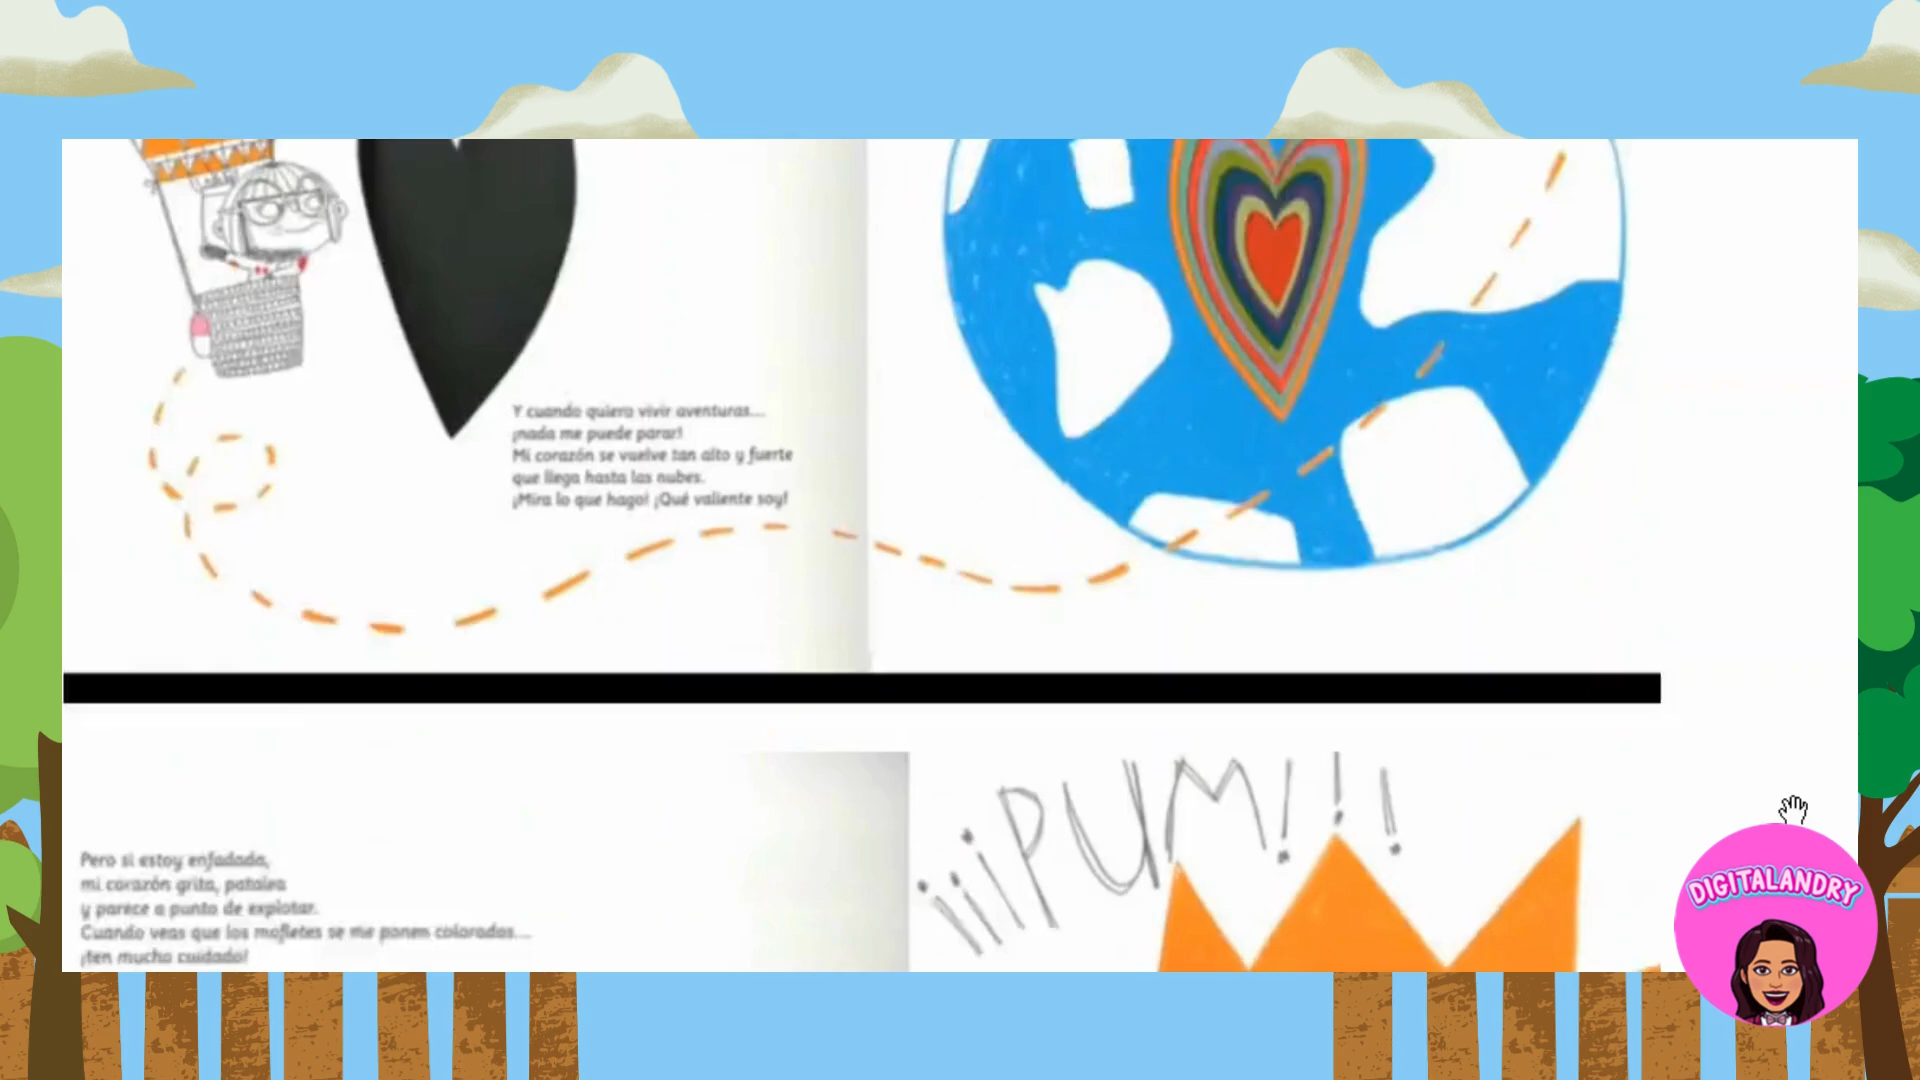 Y cuando quiero vivir aventuras...
¡nada me puede parar!
Mi corazón se vuelve tan alto y fuerte
que llega hasta las nubes.
¡Mira lo que hago! ¡Qué valiente soy!
¡¡¡PUM!!!
Pero si estoy enfadada,
mi corazón grita, patalea
y parece a punto de explotar.
Cuando veas que los mofletes se me ponen colorados...
¡ten mucho cuidado!
DIGITALANDRY